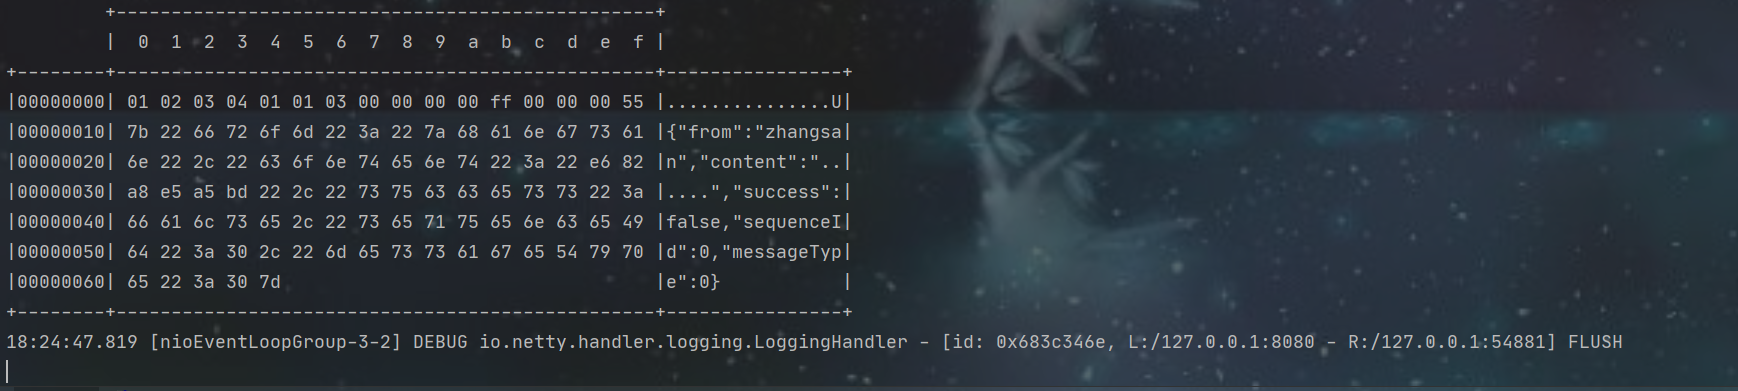 +-------------------------------------------------+
         |  0  1  2  3  4  5  6  7  8  9  a  b  c  d  e  f |
+--------+-------------------------------------------------+----------------+
|00000000| 01 02 03 04 01 01 03 00 00 00 00 ff 00 00 00 55 |...............U|
|00000010| 7b 22 66 72 6f 6d 22 3a 22 7a 68 61 6e 67 73 61 |{"from":"zhangsa|
|00000020| 6e 22 2c 22 63 6f 6e 74 65 6e 74 22 3a 22 e6 82 |n","content":"..|
|00000030| a8 e5 a5 bd 22 2c 22 73 75 63 63 65 73 73 22 3a |....","success":|
|00000040| 66 61 6c 73 65 2c 22 73 65 71 75 65 6e 63 65 49 |false,"sequenceI|
|00000050| 64 22 3a 30 2c 22 6d 65 73 73 61 67 65 54 79 70 |d":0,"messageTyp|
|00000060| 65 22 3a 30 7d                                  |e":0}           |
+--------+-------------------------------------------------+----------------+
18:24:47.819 [nioEventLoopGroup-3-2] DEBUG io.netty.handler.logging.LoggingHandler - [id: 0x683c346e, L:/127.0.0.1:8080 - R:/127.0.0.1:54881] FLUSH